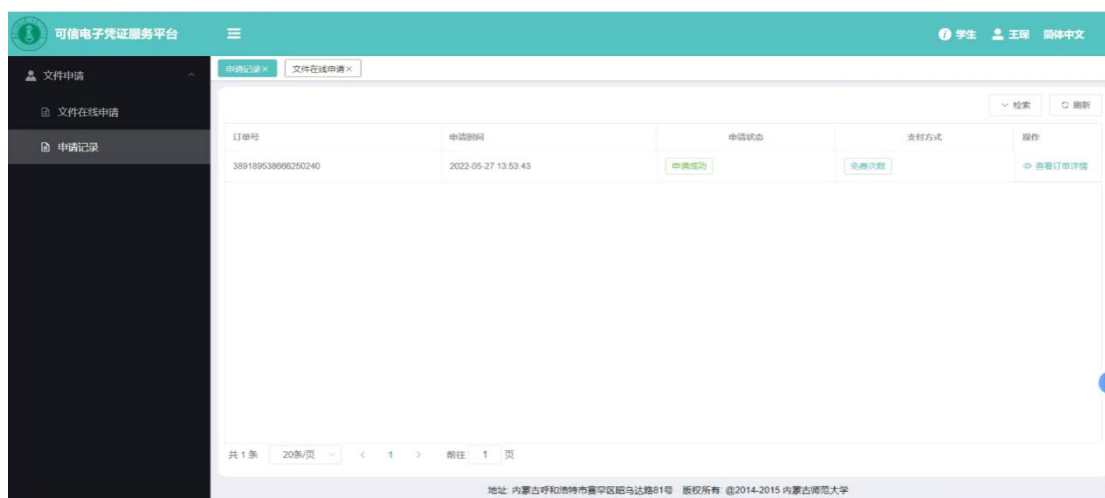 可信电子凭证服务平台
学生 王琛 简体中文
文件申请
申请记录× 文件在线申请×
文件在线申请
检索 刷新
申请记录
订单号 申请时间 申请状态 支付方式 操作
389189538666250240 2022-05-27 13:53:43 申请成功 免费次数 查看订单详情
共 1 条 20条/页 < 1 > 前往 1 页
地址: 内蒙古呼和浩特市赛罕区昭乌达路81号 版权所有: @2014-2015 内蒙古师范大学